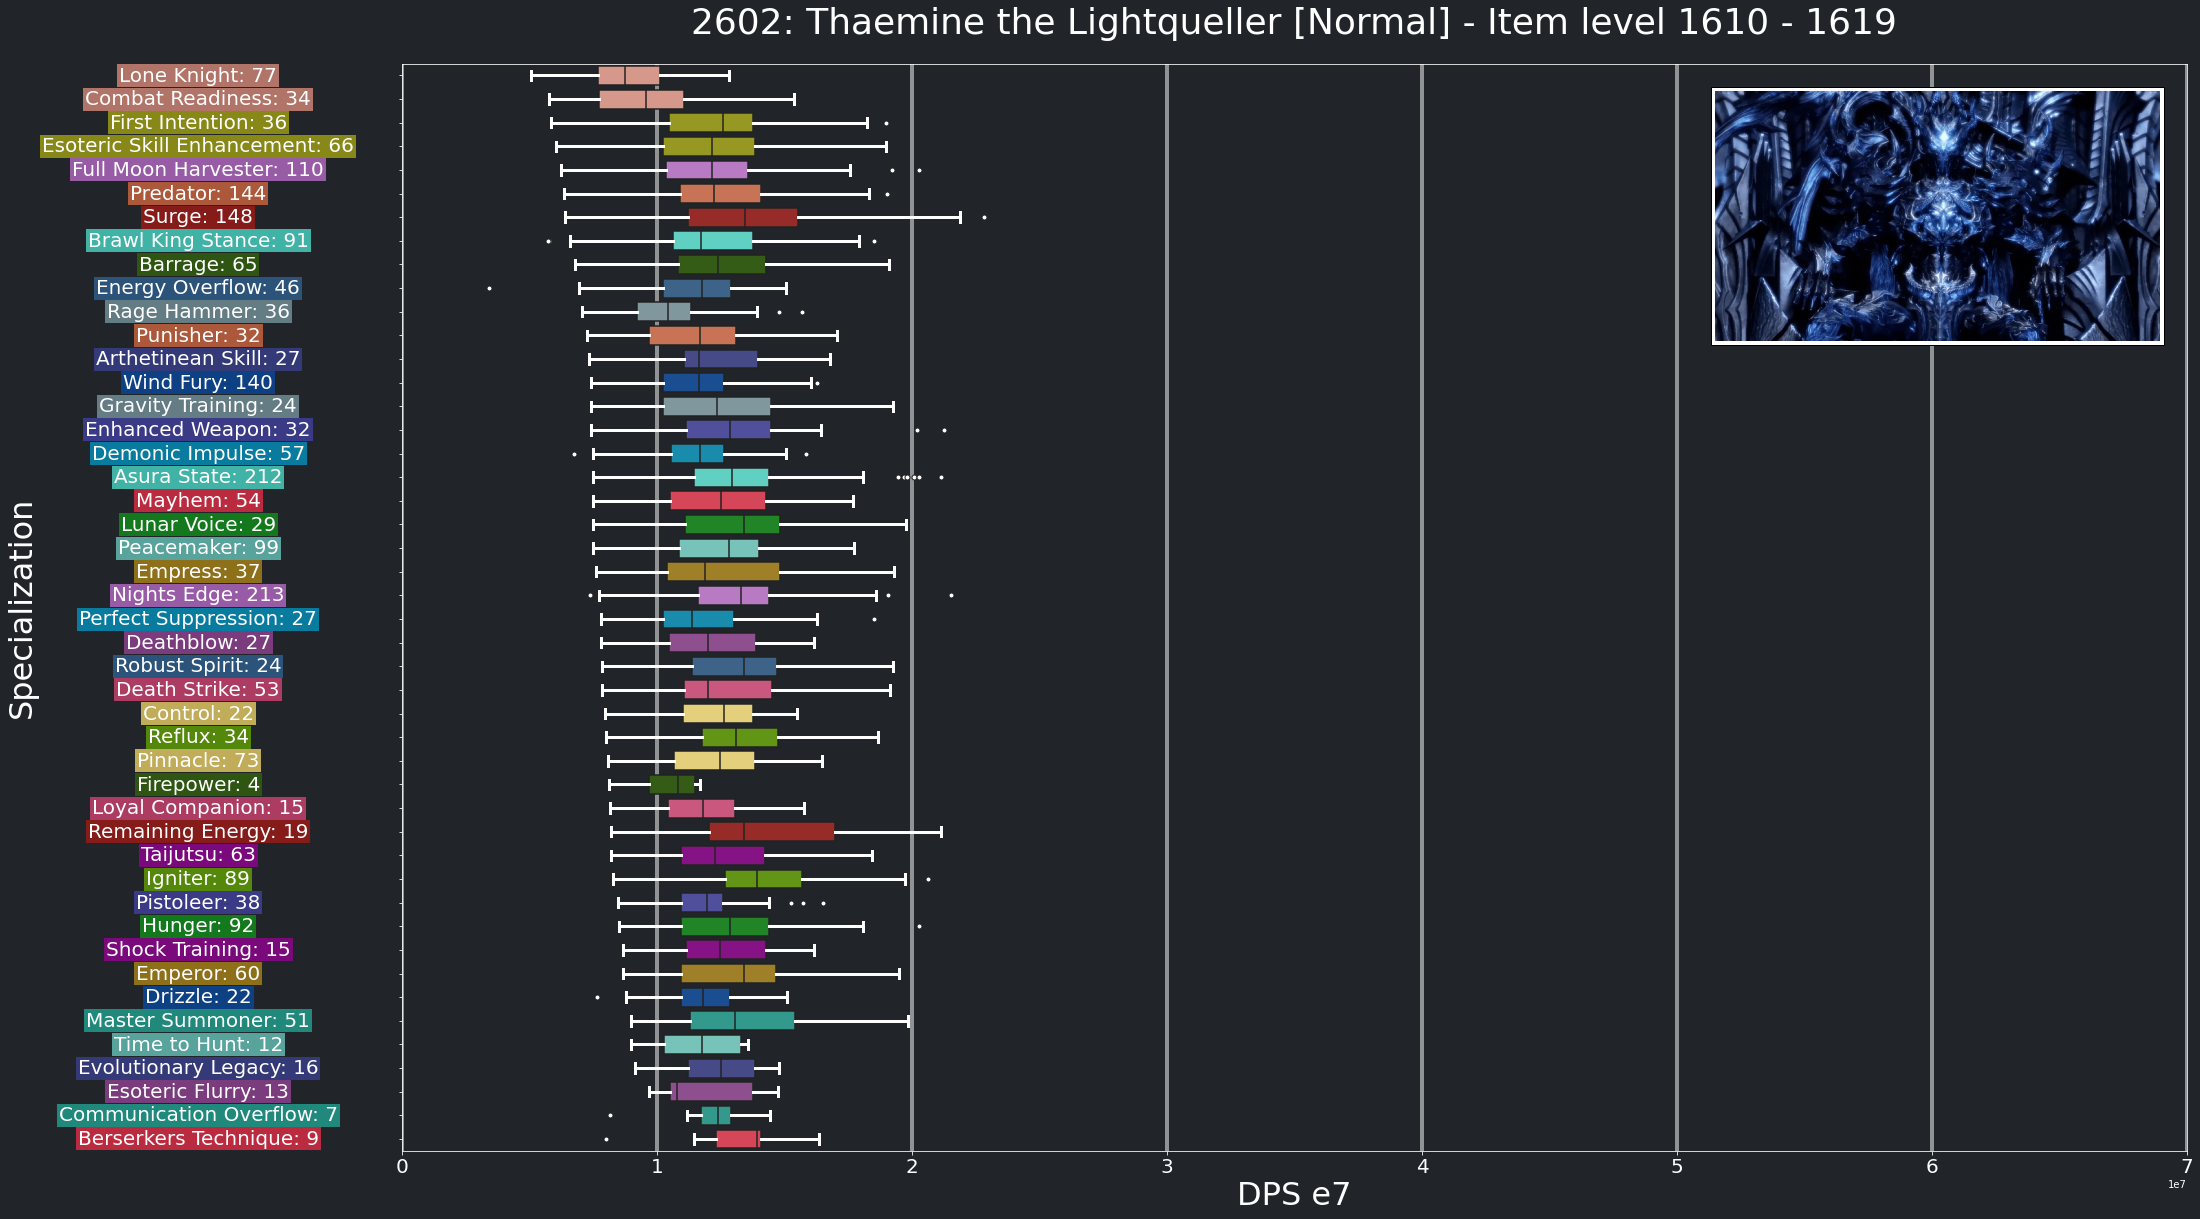 2602: Thaemine the Lightqueller [Normal] - Item level 1610 - 1619
Specialization
Lone Knight: 77
Combat Readiness: 34
First Intention: 36
Esoteric Skill Enhancement: 66
Full Moon Harvester: 110
Predator: 144
Surge: 148
Brawl King Stance: 91
Barrage: 65
Energy Overflow: 46
Rage Hammer: 36
Punisher: 32
Arthetinean Skill: 27
Wind Fury: 140
Gravity Training: 24
Enhanced Weapon: 32
Demonic Impulse: 57
Asura State: 212
Mayhem: 54
Lunar Voice: 29
Peacemaker: 99
Empress: 37
Nights Edge: 213
Perfect Suppression: 27
Deathblow: 27
Robust Spirit: 24
Death Strike: 53
Control: 22
Reflux: 34
Pinnacle: 73
Firepower: 4
Loyal Companion: 15
Remaining Energy: 19
Taijutsu: 63
Igniter: 89
Pistoleer: 38
Hunger: 92
Shock Training: 15
Emperor: 60
Drizzle: 22
Master Summoner: 51
Time to Hunt: 12
Evolutionary Legacy: 16
Esoteric Flurry: 13
Communication Overflow: 7
Berserkers Technique: 9
0 1 2 3 4 5 6 7
1e7
DPS e7